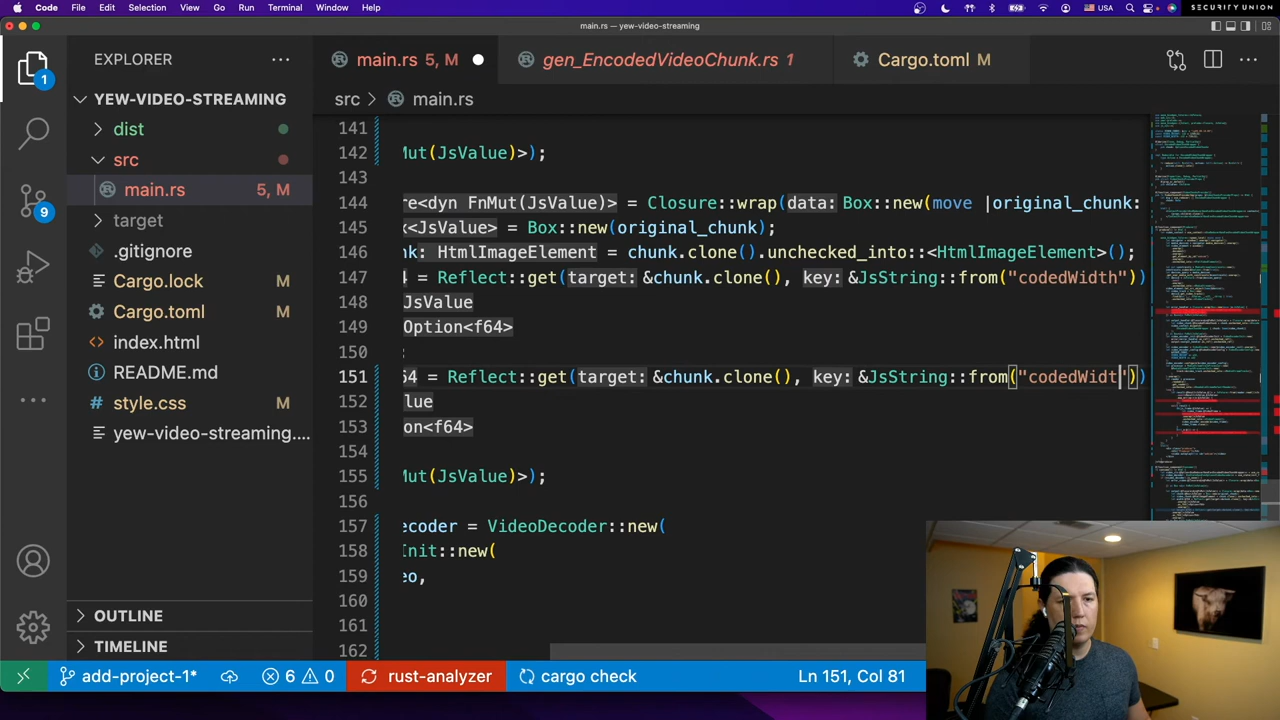 Code File Edit Selection View Go Run Terminal Window Help USA SECURITY UNION
main.rs — yew-video-streaming
EXPLORER
main.rs 5, M
gen_EncodedVideoChunk.rs 1
Cargo.toml M
YEW-VIDEO-STREAMING
src > main.rs
dist
src
main.rs 5, M
target
.gitignore
Cargo.lock M
Cargo.toml M
index.html
README.md
style.css M
yew-video-streaming....
OUTLINE
TIMELINE
1
9
141
142 Mut(JsValue)>);
143
144 re<dyn FnMut(JsValue)> = Closure::wrap(data: Box::new(move |original_chunk:
<JsValue> = Box::new(original_chunk);
HtmlImageElement = chunk.clone().unchecked_into::<HtmlImageElement>();
147 = Reflect::get(target: &chunk.clone(), key: &JsString::from("codedWidth"))
148 JsValue
149 Option<f64>
150
151 64 = Reflect::get(target: &chunk.clone(), key: &JsString::from("codedWidt"))
152 lue
153 on<f64>
154
155 Mut(JsValue)>);
156
157 ecoder = VideoDecoder::new(
158 Init::new(
159 eo,
160
161
162
add-project-1* 6 0 rust-analyzer cargo check Ln 151, Col 81